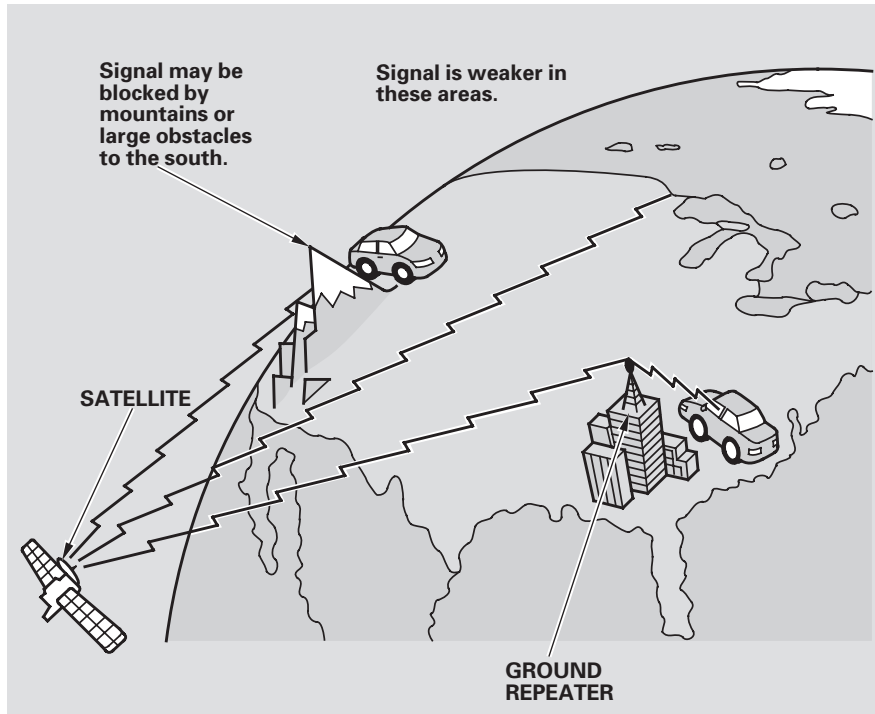 Signal may be
blocked by
mountains or
large obstacles
to the south.
Signal is weaker in
these areas.
SATELLITE
GROUND
REPEATER